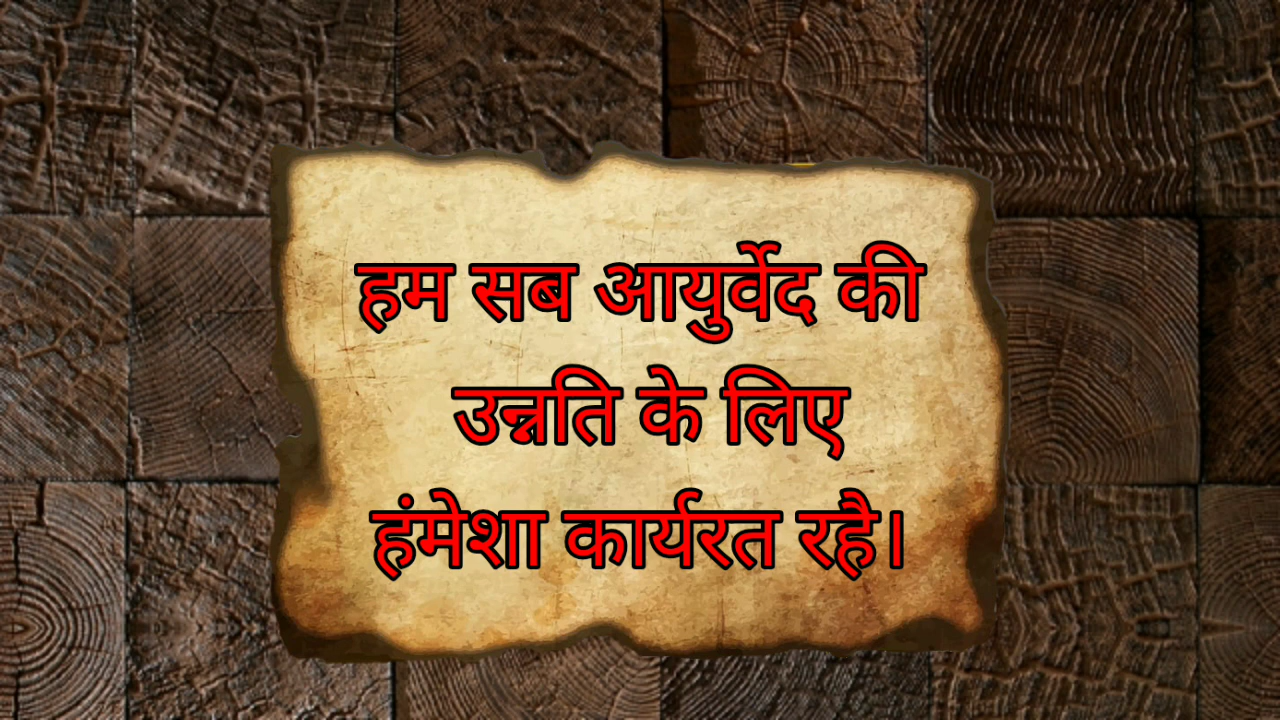 हम सब आयुर्वेद की
उन्नति के लिए
हंमेशा कार्यरत रहै।